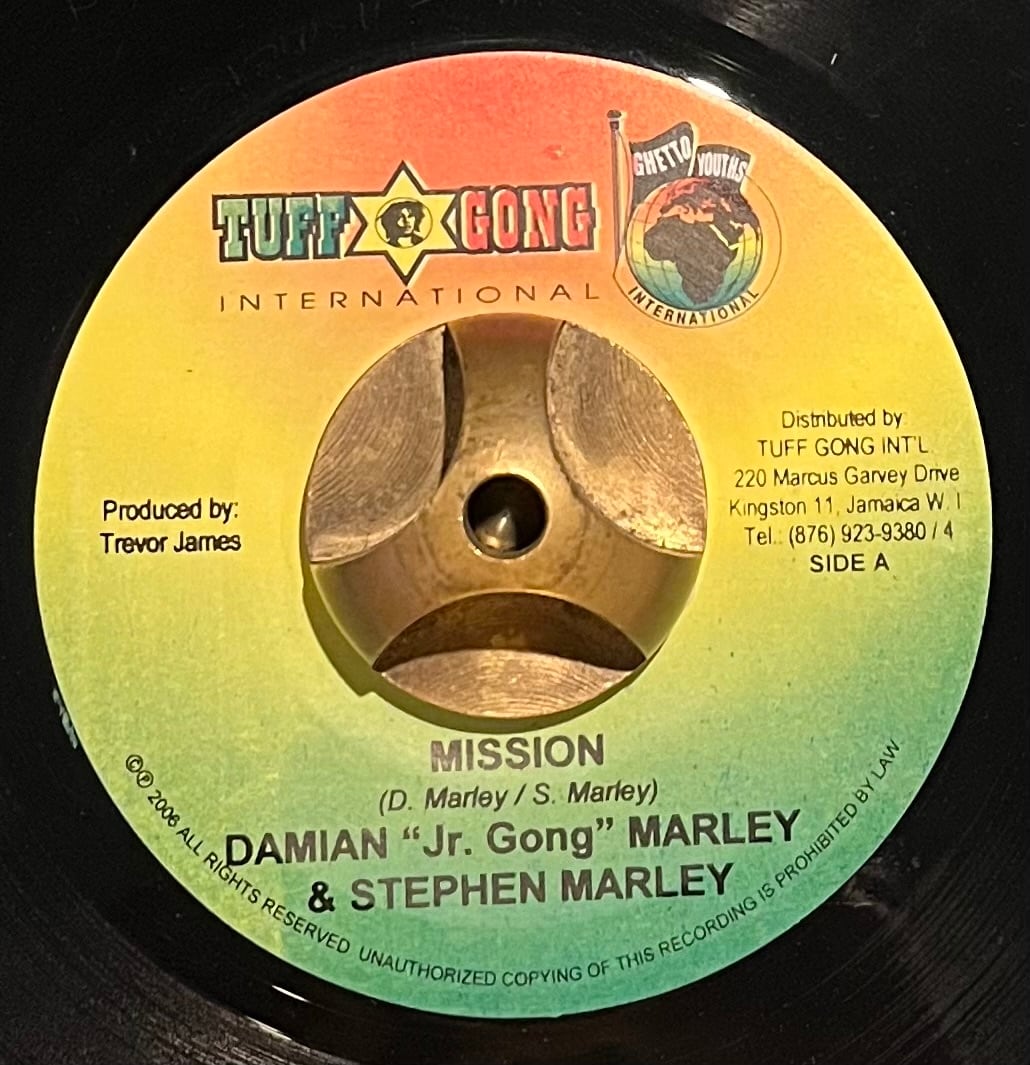 TUFF GONG
INTERNATIONAL
GHETTO YOUTHS
INTERNATIONAL
Distributed by
TUFF GONG INT'L
220 Marcus Garvey Drive
Kingston 11, Jamaica W. I
Tel.: (876) 923-9380 / 4
SIDE A
Produced by:
Trevor James
MISSION
(D. Marley / S. Marley)
DAMIAN “Jr. Gong” MARLEY
& STEPHEN MARLEY
©℗ 2006 ALL RIGHTS RESERVED UNAUTHORIZED COPYING OF THIS RECORDING IS PROHIBITED BY LAW